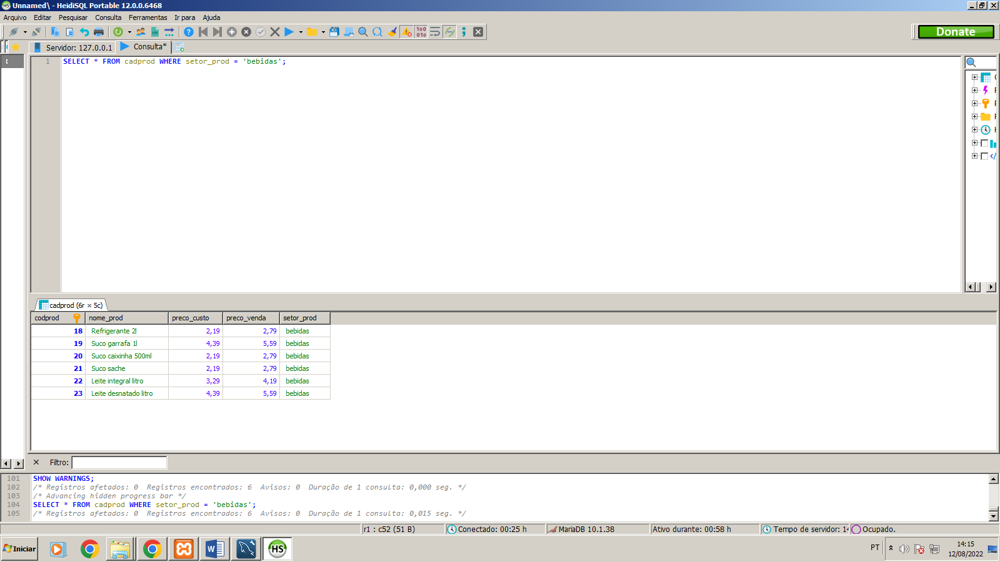 Unnamed\ - HeidiSQL Portable 12.0.0.6468
Arquivo Editar Pesquisar Consulta Ferramentas Ir para Ajuda
Donate
Servidor: 127.0.0.1 Consulta*
1 SELECT * FROM cadprod WHERE setor_prod = 'bebidas';
cadprod (6r × 5c)
codprod nome_prod preco_custo preco_venda setor_prod
18 Refrigerante 2l 2,19 2,79 bebidas
19 Suco garrafa 1l 4,39 5,59 bebidas
20 Suco caixinha 500ml 2,19 2,79 bebidas
21 Suco sache 2,19 2,79 bebidas
22 Leite integral litro 3,29 4,19 bebidas
23 Leite desnatado litro 4,39 5,59 bebidas
Filtro:
101 SHOW WARNINGS;
102 /* Registros afetados: 0 Registros encontrados: 6 Avisos: 0 Duração de 1 consulta: 0,000 seg. */
103 /* Advancing hidden progress bar */
104 SELECT * FROM cadprod WHERE setor_prod = 'bebidas';
105 /* Registros afetados: 0 Registros encontrados: 6 Avisos: 0 Duração de 1 consulta: 0,015 seg. */
r1 : c52 (51 B) Conectado: 00:25 h MariaDB 10.1.38 Ativo durante: 00:58 h Tempo de servidor: 14 Ocupado.
Iniciar HS PT 14:15
12/08/2022